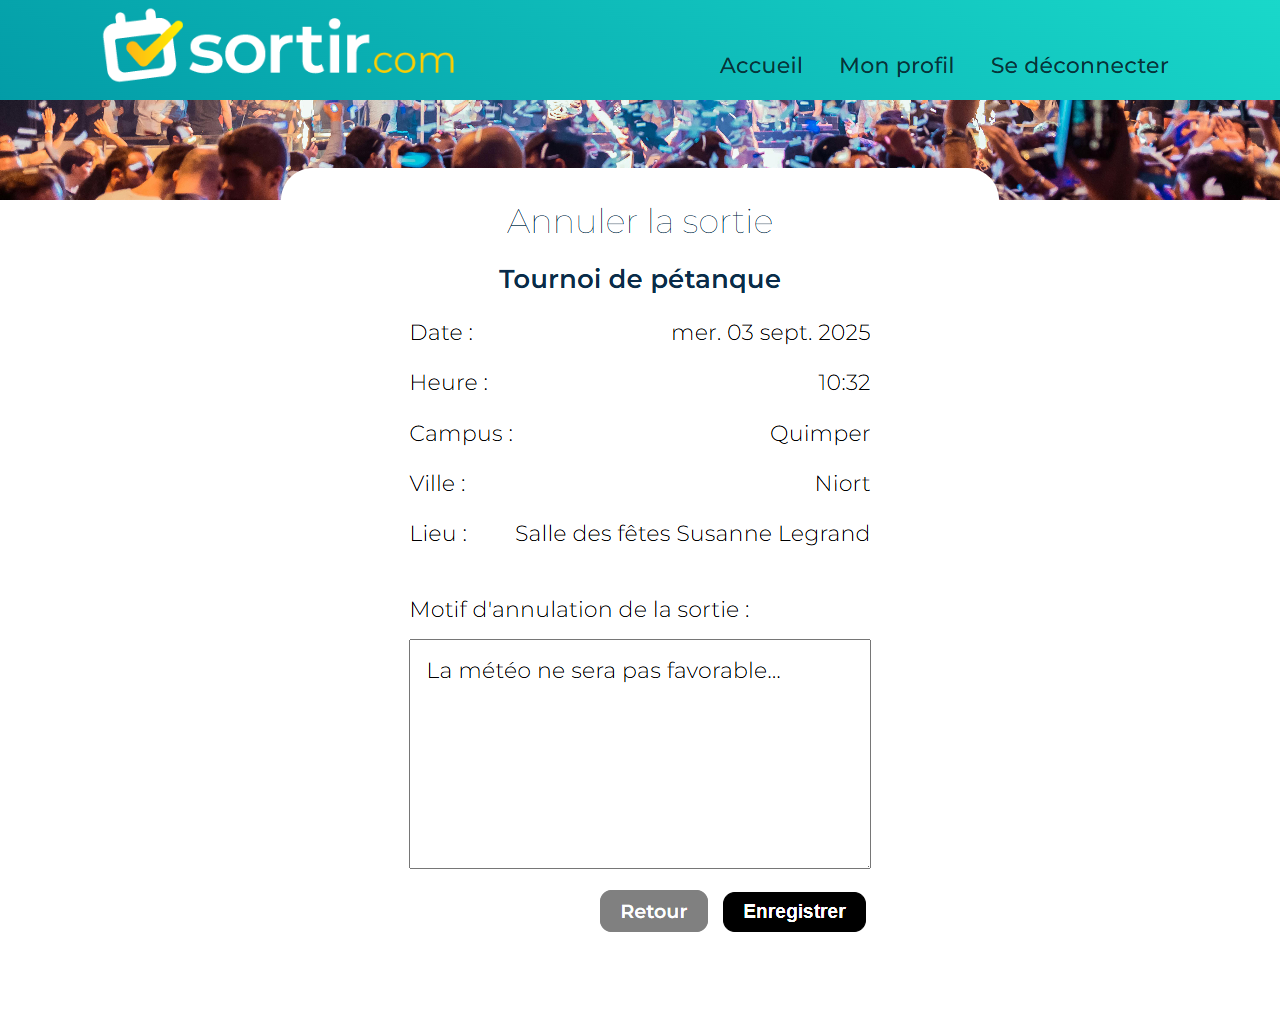 sortir.com
Accueil Mon profil Se déconnecter
Annuler la sortie
Tournoi de pétanque
Date : mer. 03 sept. 2025
Heure : 10:32
Campus : Quimper
Ville : Niort
Lieu : Salle des fêtes Susanne Legrand
Motif d'annulation de la sortie :
La météo ne sera pas favorable...
Retour Enregistrer